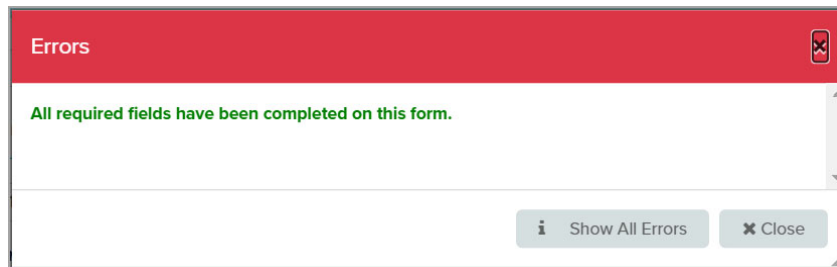 Errors
All required fields have been completed on this form.
Show All Errors
Close